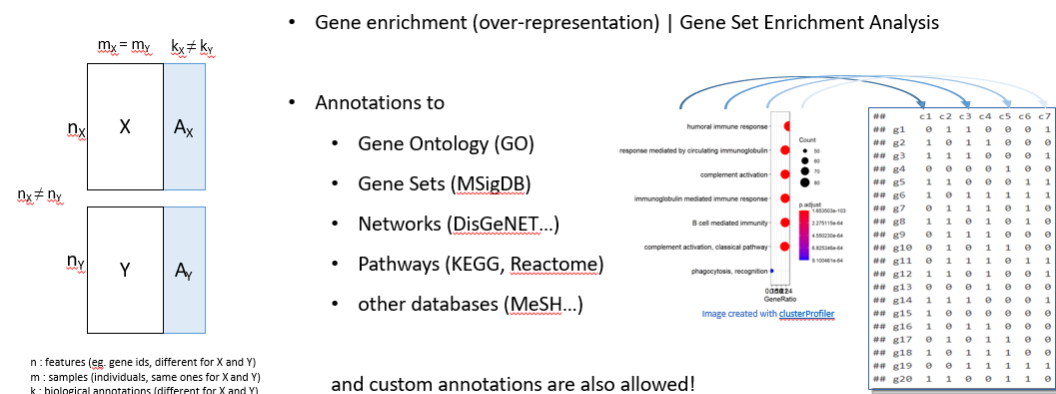 Gene enrichment (over-representation) | Gene Set Enrichment Analysis
mX = mY kX ≠ kY
nX X AX
nX ≠ nY
nY Y AY
n : features (eg. gene ids, different for X and Y)
m : samples (individuals, same ones for X and Y)
k : biological annotations (different for X and Y)
Annotations to
Gene Ontology (GO)
Gene Sets (MSigDB)
Networks (DisGeNET...)
Pathways (KEGG, Reactome)
other databases (MeSH...)
and custom annotations are also allowed!
humoral immune response
response mediated by circulating immunoglobulin
complement activation
immunoglobulin mediated immune response
B cell mediated immunity
complement activation, classical pathway
phagocytosis, recognition
GeneRatio
Count
50
60
70
80
p.adjust
Image created with clusterProfiler
## c1 c2 c3 c4 c5 c6 c7
## g1 0 1 1 0 0 0 1
## g2 1 0 1 1 0 0 0
## g3 1 1 1 0 0 0 1
## g4 0 0 0 0 1 0 0
## g5 1 1 0 0 0 1 1
## g6 1 0 1 1 1 1 1
## g7 0 1 1 1 0 1 0
## g8 1 1 0 1 0 1 0
## g9 0 1 1 1 0 0 0
## g10 0 1 0 1 1 0 0
## g11 0 1 1 1 0 1 1
## g12 1 1 0 1 0 0 1
## g13 0 0 0 1 0 0 0
## g14 1 1 1 0 0 0 1
## g15 1 0 0 0 0 0 0
## g16 1 0 1 1 0 0 0
## g17 0 1 0 1 1 0 0
## g18 1 0 1 1 1 0 0
## g19 0 0 1 1 1 1 1
## g20 1 1 0 0 1 1 0